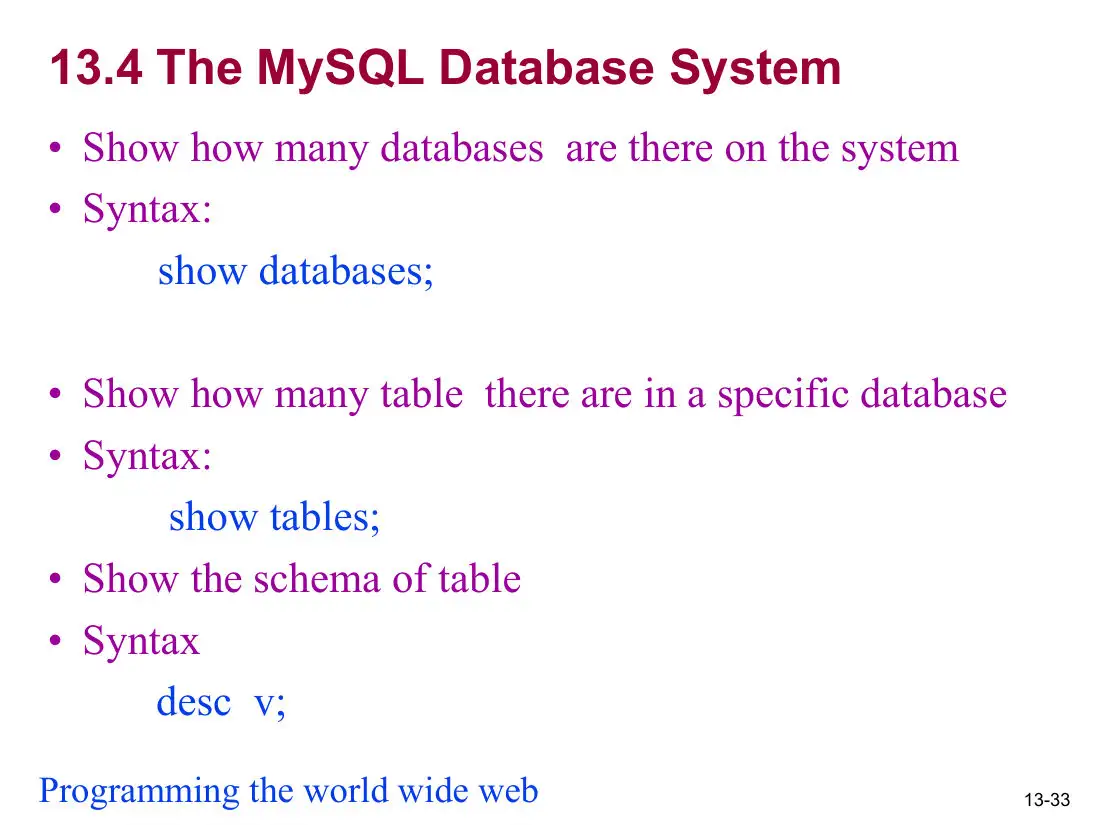 13.4 The MySQL Database System
• Show how many databases  are there on the system
• Syntax:
show databases;
• Show how many table  there are in a specific database
• Syntax:
show tables;
• Show the schema of table
• Syntax
desc  v;
Programming the world wide web
13-33